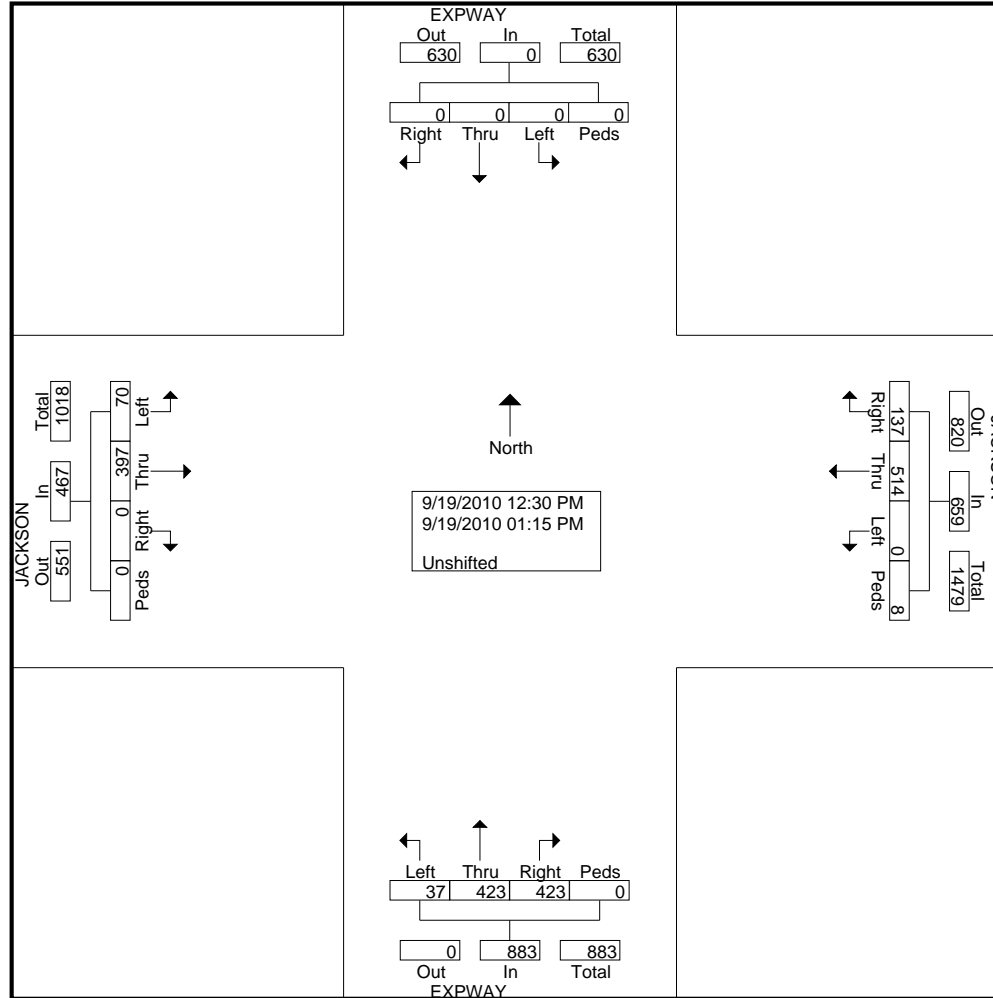 EXPWAY
Out In Total
630 0 630
0 0 0 0
Right Thru Left Peds
North
9/19/2010 12:30 PM
9/19/2010 01:15 PM
Unshifted
JACKSON
Out In Total
551 467 1018
70 397 0 0
Left Thru Right Peds
Out In Total
820 659 1479
137 514 0 8
Right Thru Left Peds
Left Thru Right Peds
37 423 423 0
0 883 883
Out In Total
EXPWAY